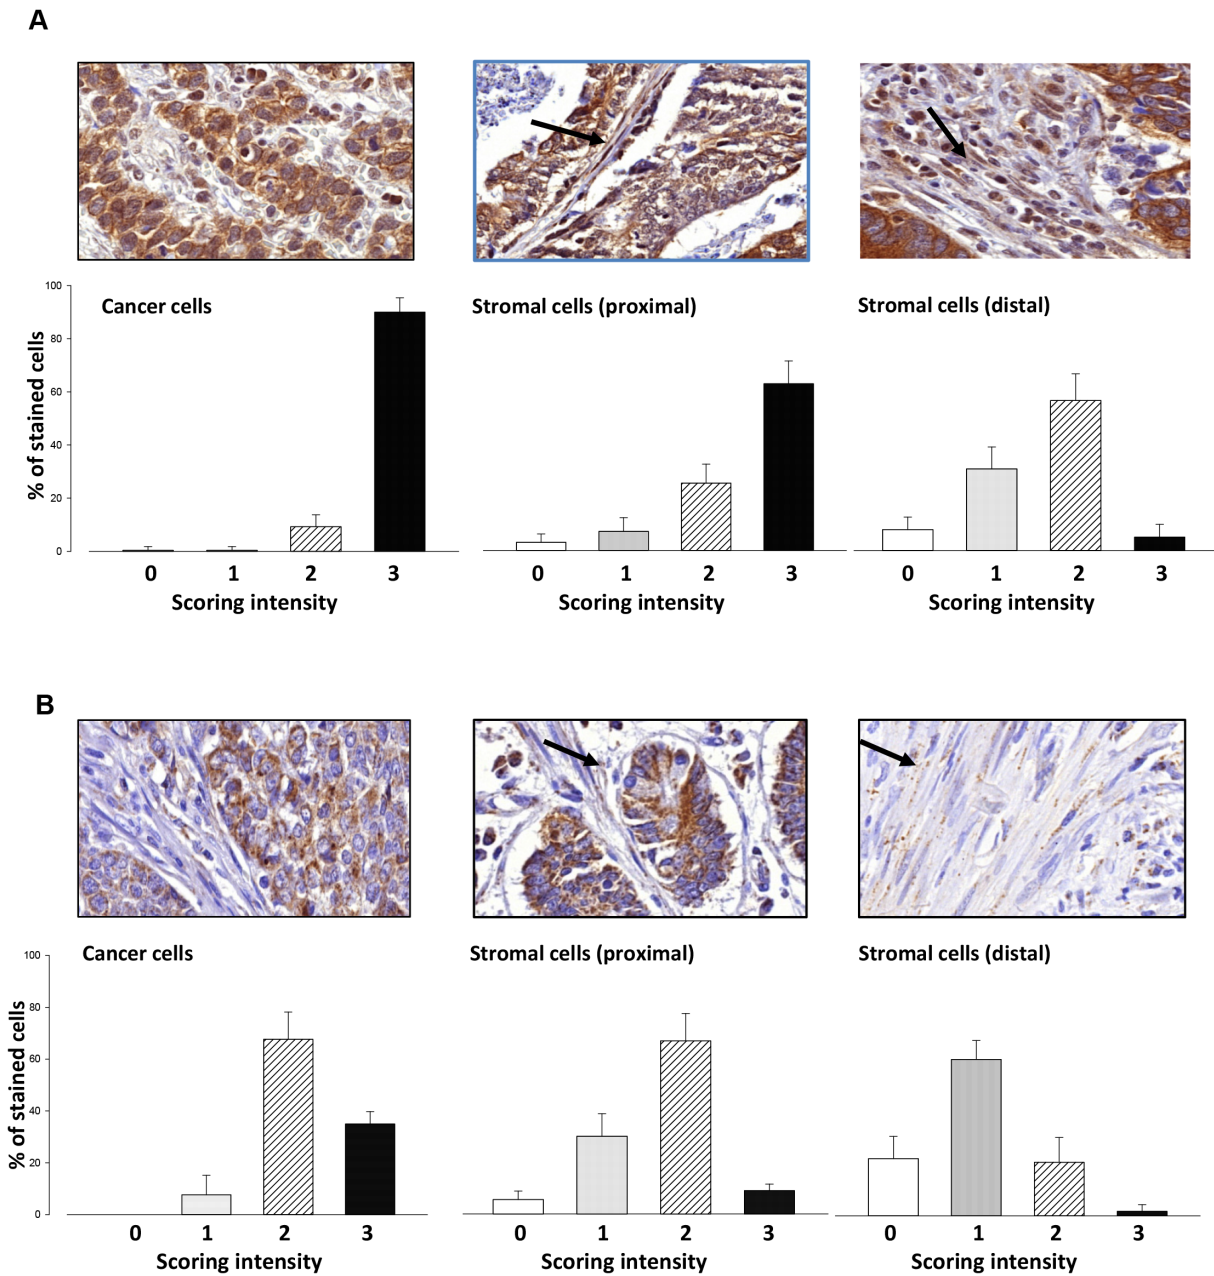 A
Cancer cells
Stromal cells (proximal)
Stromal cells (distal)
% of stained cells
100
80
60
40
20
0
0 1 2 3
0 1 2 3
0 1 2 3
Scoring intensity
Scoring intensity
Scoring intensity
B
Cancer cells
Stromal cells (proximal)
Stromal cells (distal)
% of stained cells
100
80
60
40
20
0
0 1 2 3
0 1 2 3
0 1 2 3
Scoring intensity
Scoring intensity
Scoring intensity